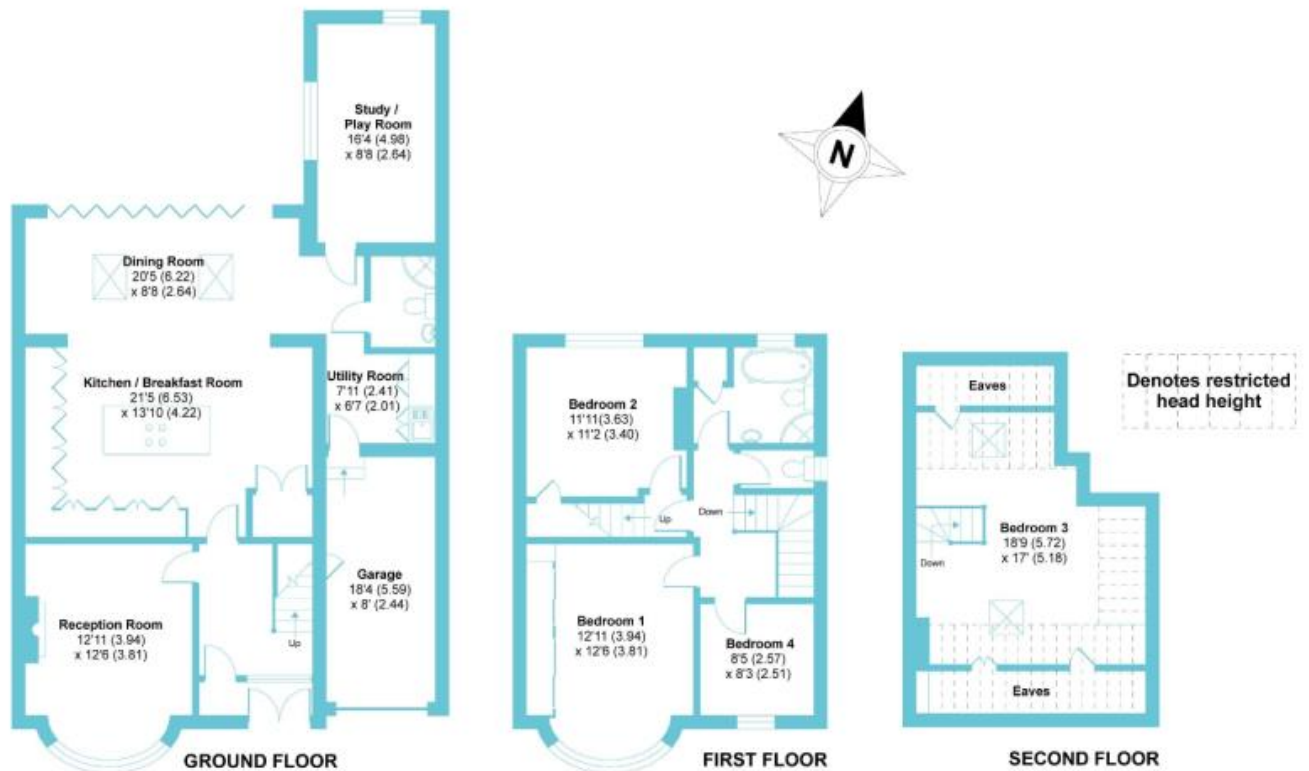 Study /
Play Room
16'4 (4.98)
x 8'8 (2.64)
Dining Room
20'5 (6.22)
x 8'8 (2.64)
Kitchen / Breakfast Room
21'5 (6.53)
x 13'10 (4.22)
Utility Room
7'11 (2.41)
x 6'7 (2.01)
Garage
18'4 (5.59)
x 8' (2.44)
Reception Room
12'11 (3.94)
x 12'6 (3.81)
Up
GROUND FLOOR
N
Bedroom 2
11'11(3.63)
x 11'2 (3.40)
Up
Down
Bedroom 1
12'11 (3.94)
x 12'6 (3.81)
Bedroom 4
8'5 (2.57)
x 8'3 (2.51)
FIRST FLOOR
Denotes restricted
head height
Eaves
Bedroom 3
18'9 (5.72)
x 17' (5.18)
Down
Eaves
SECOND FLOOR